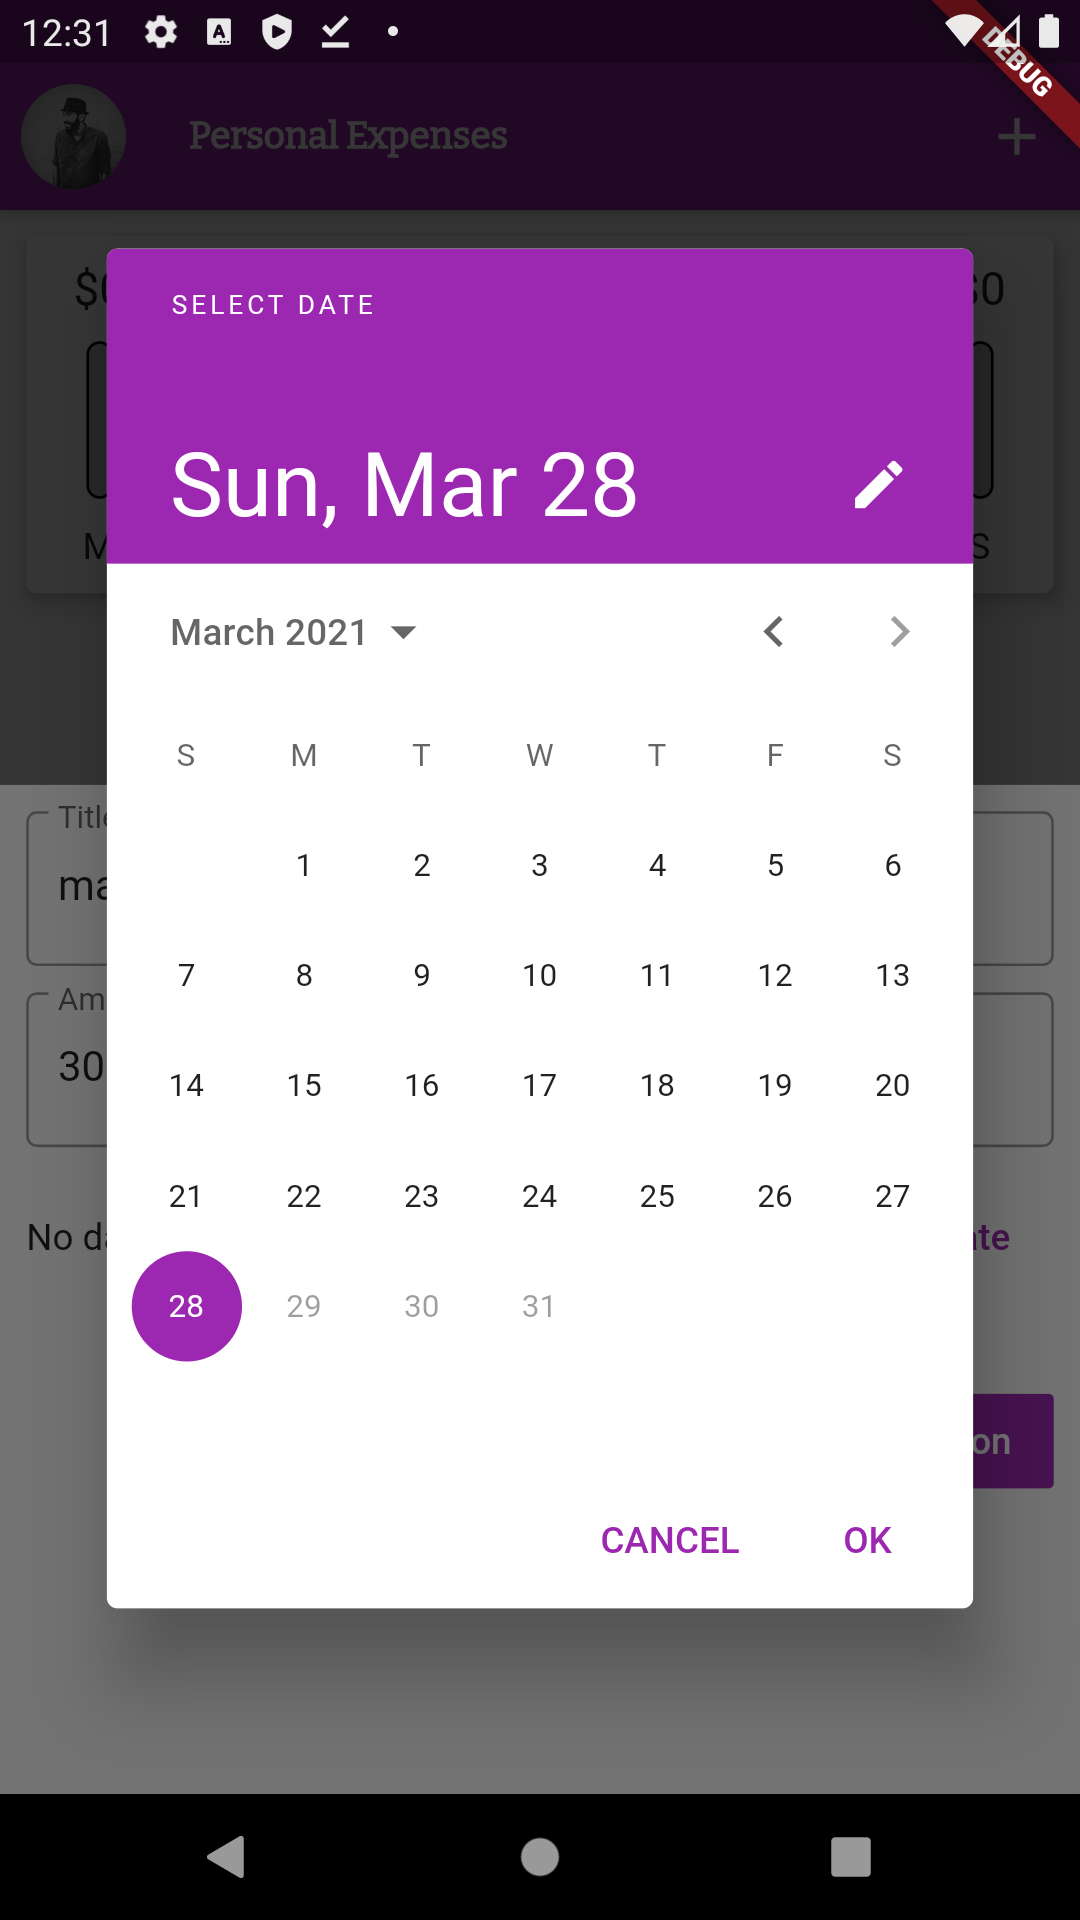 12:31
DEBUG
Personal Expenses
$0
SELECT DATE
Sun, Mar 28
M S
March 2021
S M T W T F S
1 2 3 4 5 6
7 8 9 10 11 12 13
14 15 16 17 18 19 20
21 22 23 24 25 26 27
28 29 30 31
Title
ma
Am
30
No da
ate
on
CANCEL OK